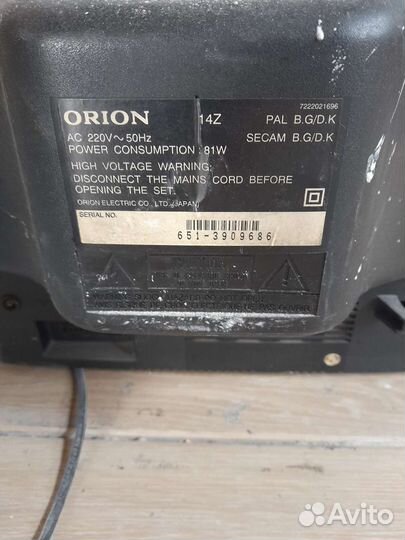 7222021696
ORION 14Z PAL B.G/D.K
AC 220V~50Hz SECAM B.G/D.K
POWER CONSUMPTION :81W
HIGH VOLTAGE WARNING:
DISCONNECT THE MAINS CORD BEFORE
OPENING THE SET.
ORION ELECTRIC CO., LTD. JAPAN
SERIAL NO.
651-3909686
Avito